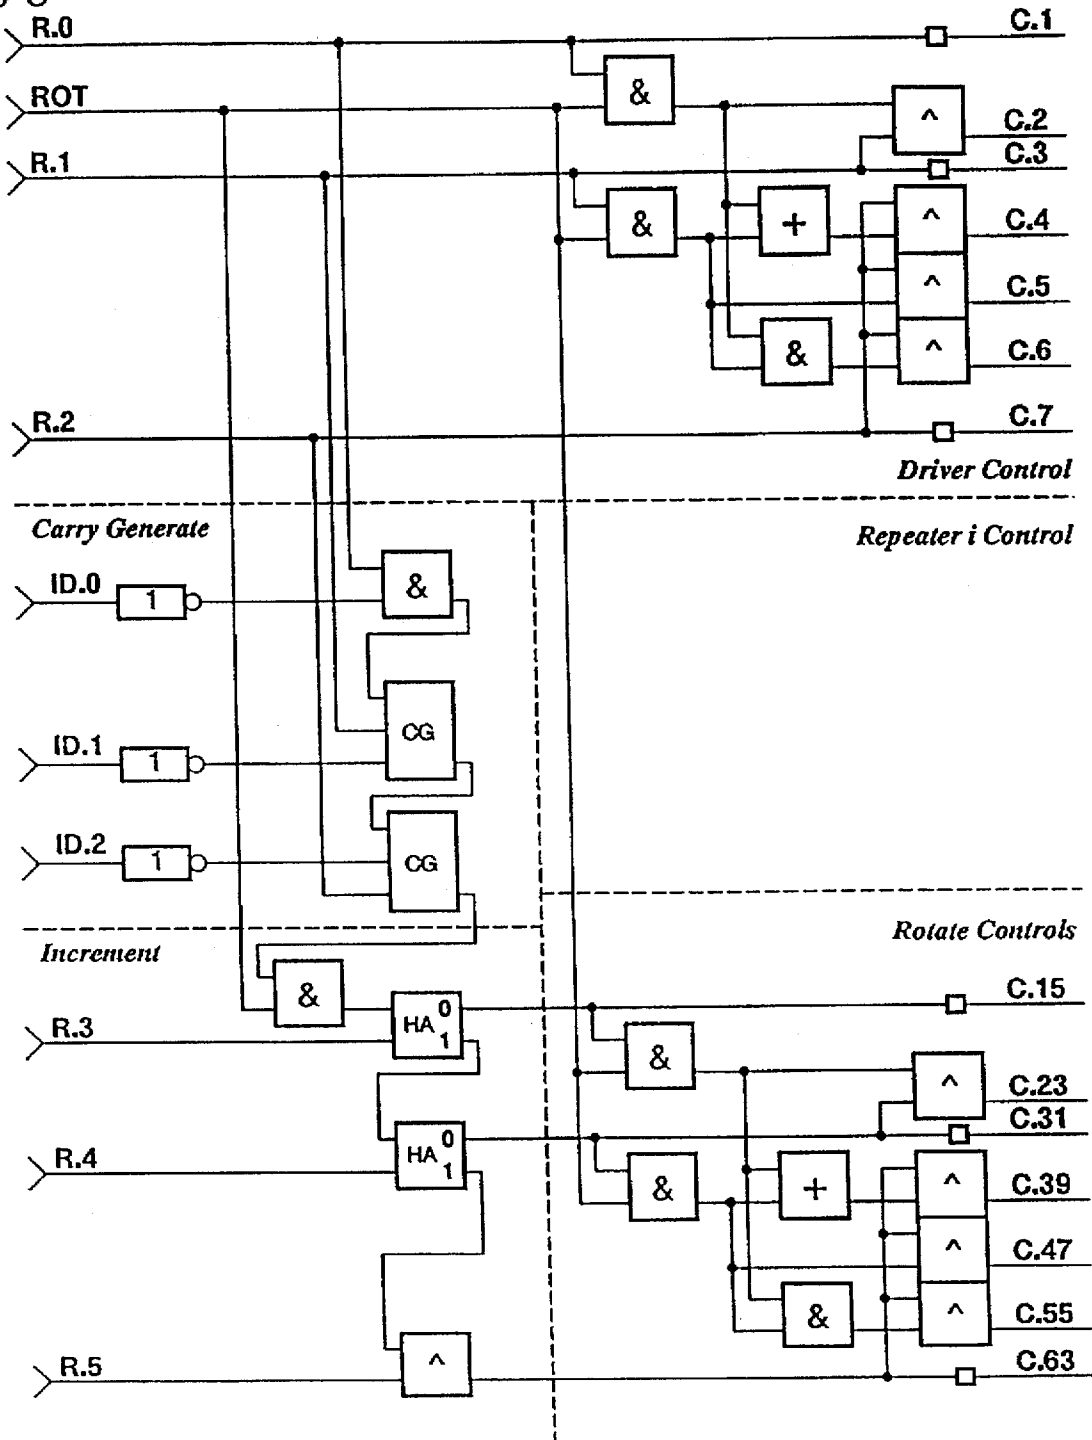 R.0
C.1
&
ROT
^
C.2
R.1
C.3
&
+
^
C.4
^
C.5
&
^
C.6
R.2
C.7
Driver Control
Carry Generate
Repeater i Control
ID.0
1
&
ID.1
1
CG
ID.2
1
CG
Increment
Rotate Controls
&
R.3
HA 0
1
C.15
&
^
C.23
R.4
HA 0
1
C.31
&
+
^
C.39
^
C.47
&
^
C.55
R.5
^
C.63